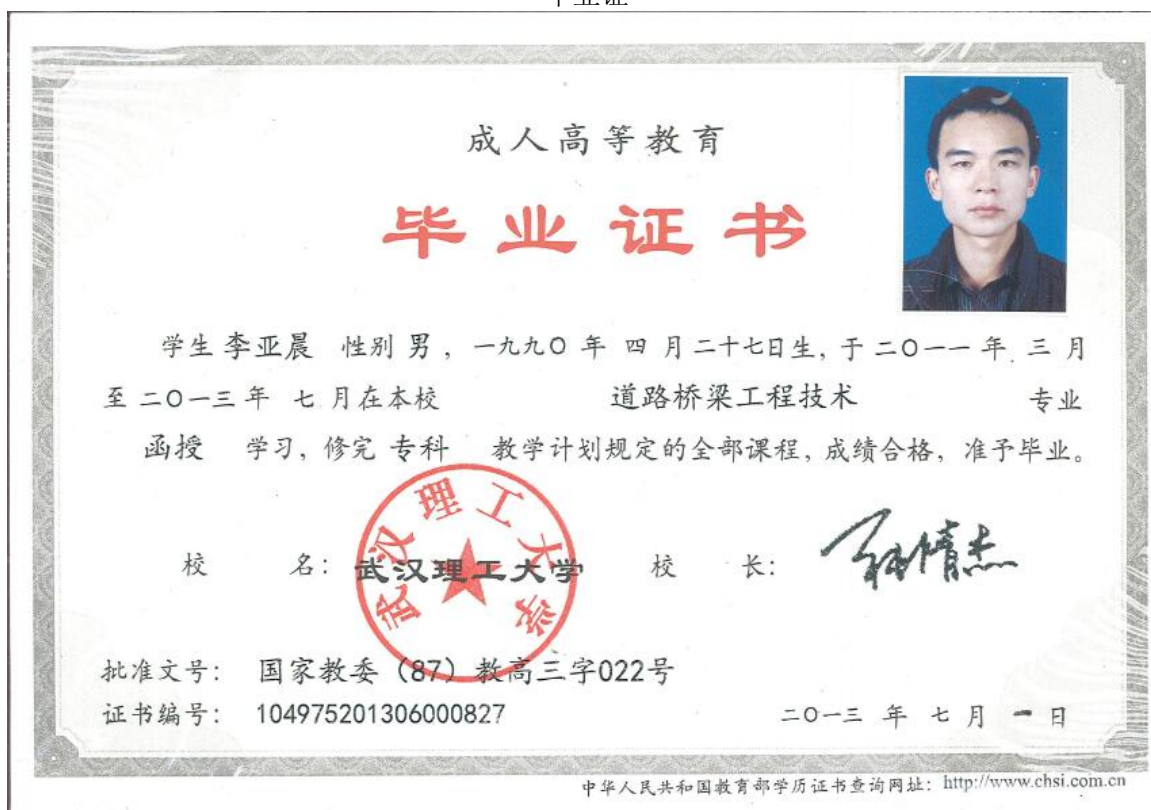 成人高等教育
毕业证书
学生 李亚晨 性别 男 , 一九九〇 年 四 月 二十七日生, 于 二〇一一 年 三 月
至 二〇一三 年 七 月在本校 道路桥梁工程技术 专业
函授 学习, 修完 专科 教学计划规定的全部课程, 成绩合格, 准予毕业。
校 名: 武汉理工大学 校 长:
武汉理工大学
批准文号: 国家教委（87）教高三字022号
证书编号: 104975201306000827 二〇一三 年 七 月 一 日
中华人民共和国教育部学历证书查询网址: http://www.chsi.com.cn